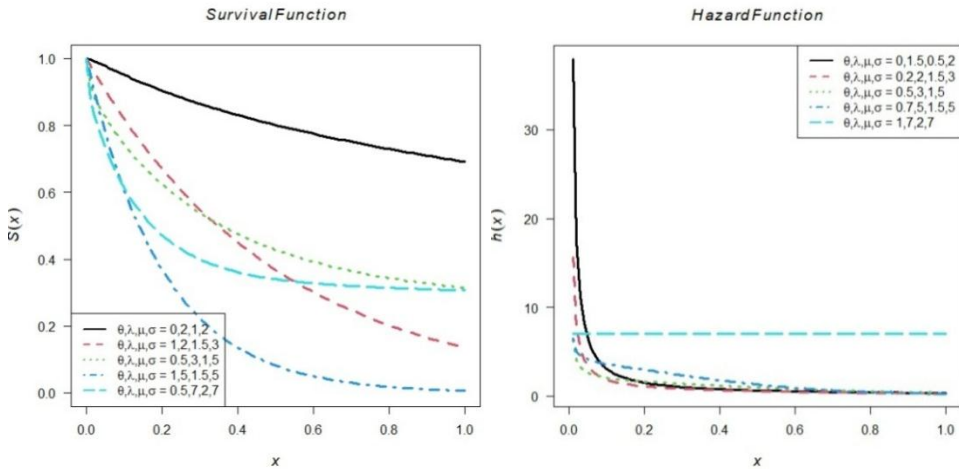 Survival Function
S(x)
1.0
0.8
0.6
0.4
0.2
0.0
θ,λ,μ,σ = 0,2,1,2
θ,λ,μ,σ = 1,2,1.5,3
θ,λ,μ,σ = 0.5,3,1,5
θ,λ,μ,σ = 1,5,1.5,5
θ,λ,μ,σ = 0.5,7,2,7
0.0 0.2 0.4 0.6 0.8 1.0
x
Hazard Function
h(x)
30
20
10
0
θ,λ,μ,σ = 0,1.5,0.5,2
θ,λ,μ,σ = 0.2,2,1.5,3
θ,λ,μ,σ = 0.5,3,1,5
θ,λ,μ,σ = 0.7,5,1.5,5
θ,λ,μ,σ = 1,7,2,7
0.0 0.2 0.4 0.6 0.8 1.0
x